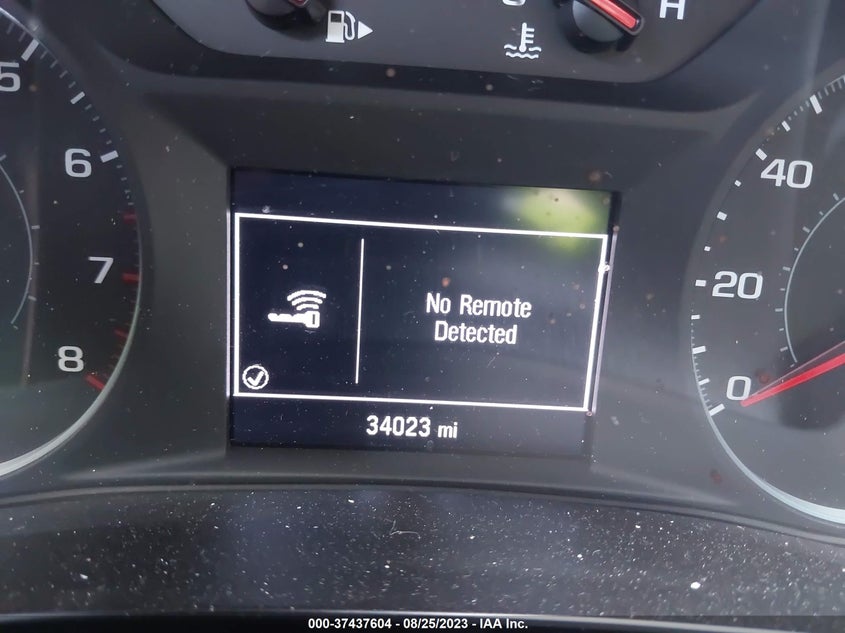 H
5
6
7
8
40
20
0
No Remote
Detected
34023 mi
000-37437604 - 08/25/2023 - IAA Inc.